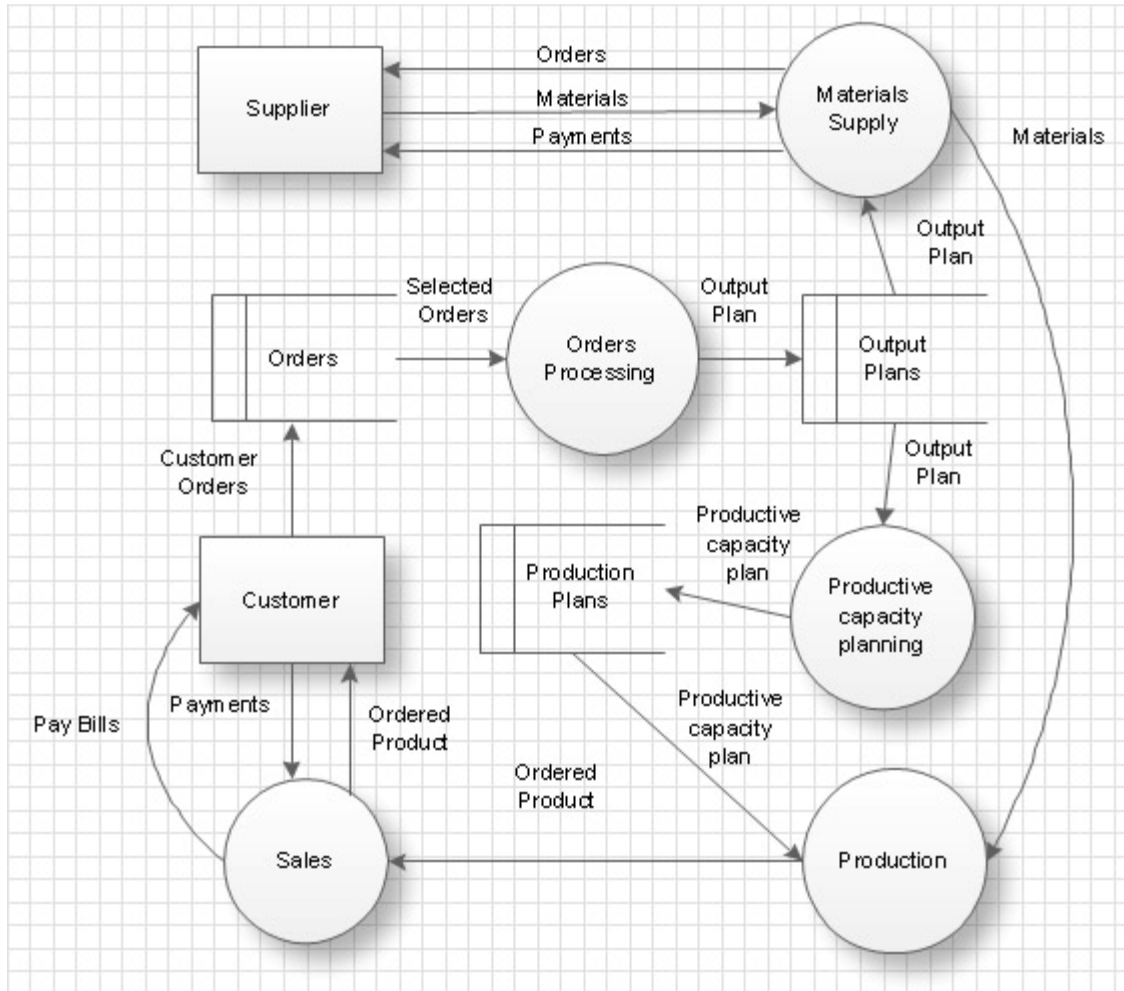 Orders
Supplier
Materials
Payments
Materials
Supply
Materials
Output
Plan
Selected
Orders
Output
Plan
Orders
Orders
Processing
Output
Plans
Customer
Orders
Output
Plan
Productive
capacity
plan
Production
Plans
Productive
capacity
planning
Customer
Payments
Pay Bills
Ordered
Product
Productive
capacity
plan
Ordered
Product
Sales
Production